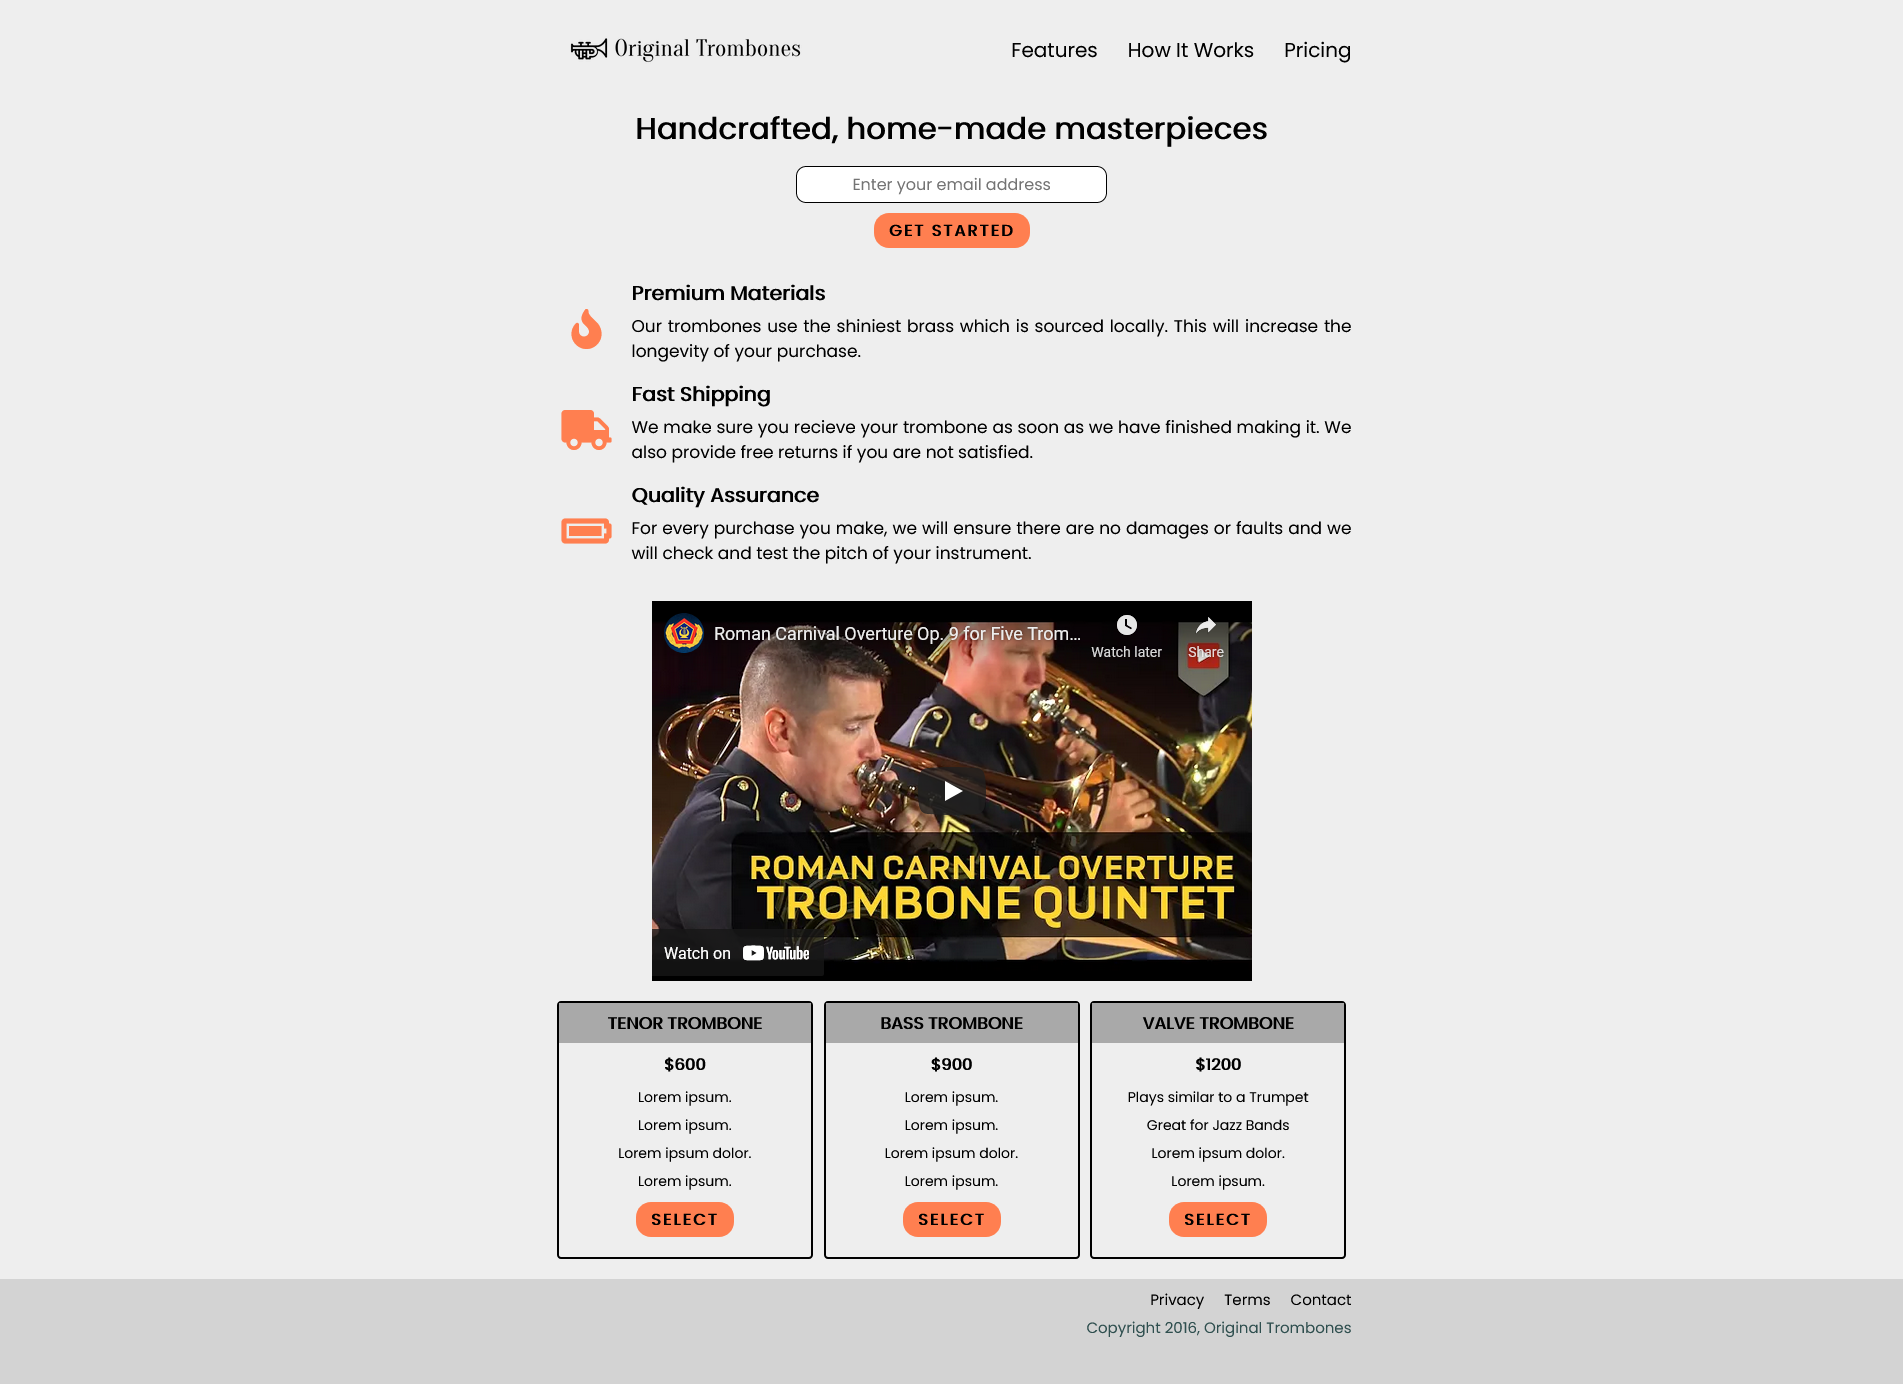 Original Trombones
Features How It Works Pricing
Handcrafted, home-made masterpieces
Enter your email address
GET STARTED
Premium Materials
Our trombones use the shiniest brass which is sourced locally. This will increase the
longevity of your purchase.
Fast Shipping
We make sure you recieve your trombone as soon as we have finished making it. We
also provide free returns if you are not satisfied.
Quality Assurance
For every purchase you make, we will ensure there are no damages or faults and we
will check and test the pitch of your instrument.
Roman Carnival Overture Op. 9 for Five Trom...
Watch later
Share
ROMAN CARNIVAL OVERTURE
TROMBONE QUINTET
Watch on YouTube
TENOR TROMBONE
$600
Lorem ipsum.
Lorem ipsum.
Lorem ipsum dolor.
Lorem ipsum.
SELECT
BASS TROMBONE
$900
Lorem ipsum.
Lorem ipsum.
Lorem ipsum dolor.
Lorem ipsum.
SELECT
VALVE TROMBONE
$1200
Plays similar to a Trumpet
Great for Jazz Bands
Lorem ipsum dolor.
Lorem ipsum.
SELECT
Privacy Terms Contact
Copyright 2016, Original Trombones